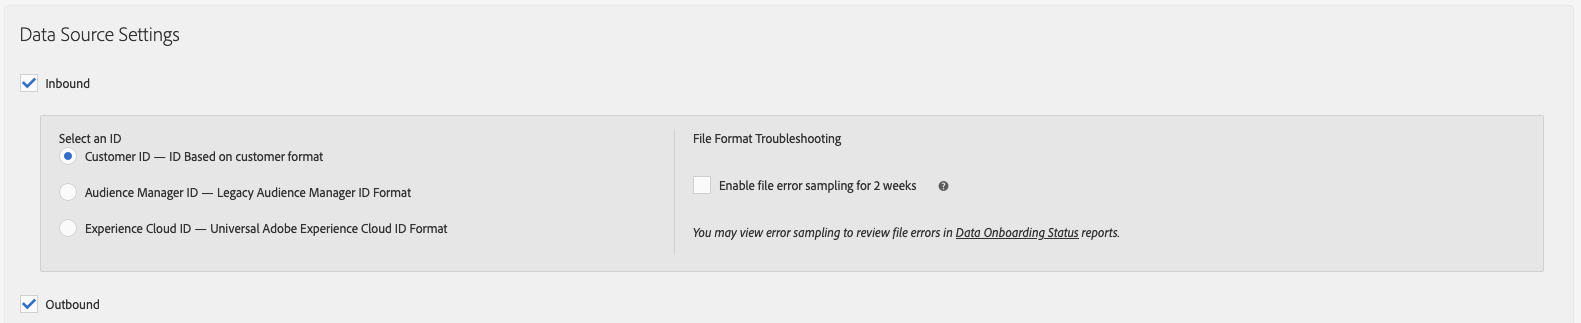 Data Source Settings
Inbound
Select an ID
Customer ID — ID Based on customer format
Audience Manager ID — Legacy Audience Manager ID Format
Experience Cloud ID — Universal Adobe Experience Cloud ID Format
File Format Troubleshooting
Enable file error sampling for 2 weeks ?
You may view error sampling to review file errors in Data Onboarding Status reports.
Outbound